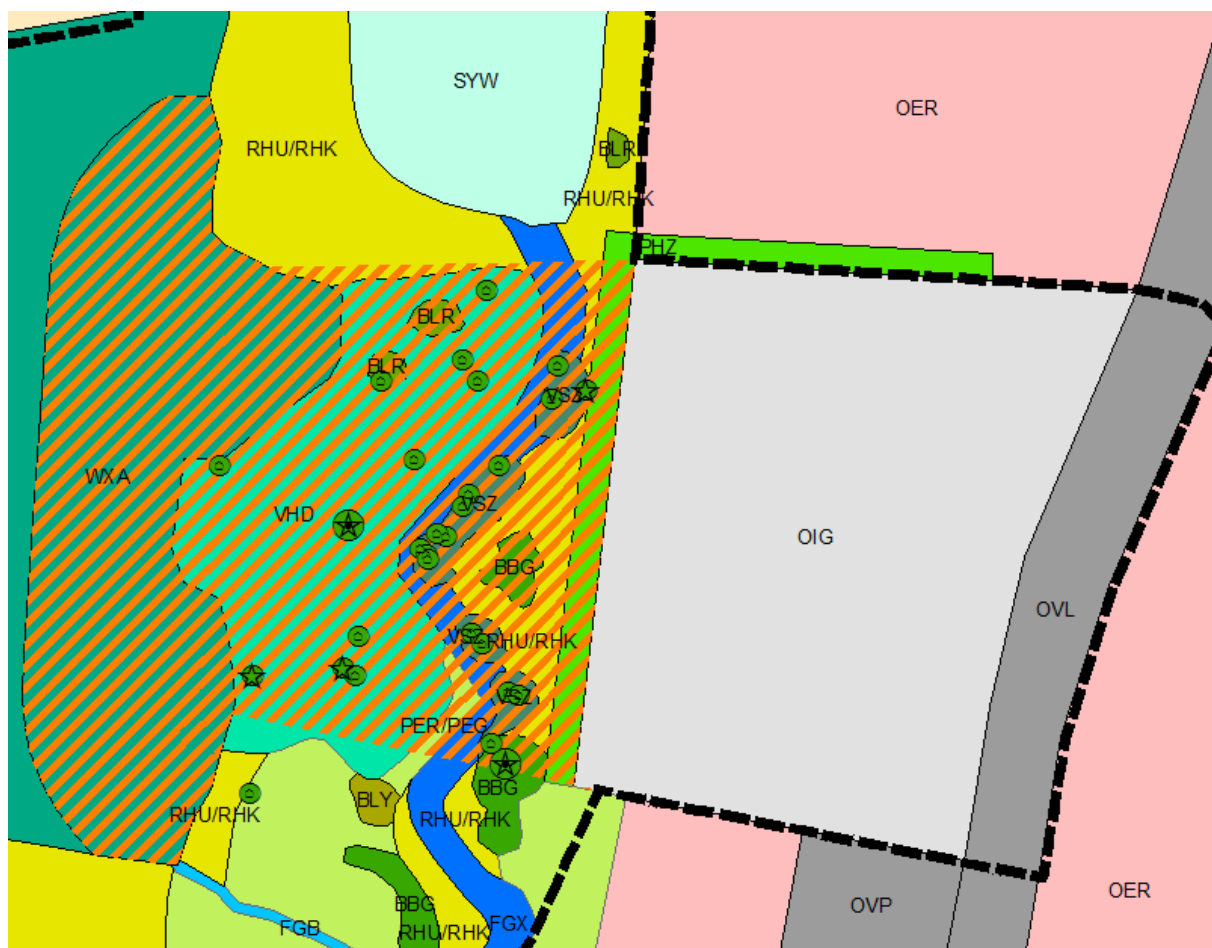 SYW
OER
RHU/RHK
BLR
RHU/RHK
PHZ
BLR
BLR
VSZ
WXA
VSZ
VHD
OIG
BBG
OVL
VSZ
RHU/RHK
VSZ
PER/PEG
BBG
BLY
RHU/RHK
RHU/RHK
OER
BBG
OVP
FGX
FGB
RHU/RHK